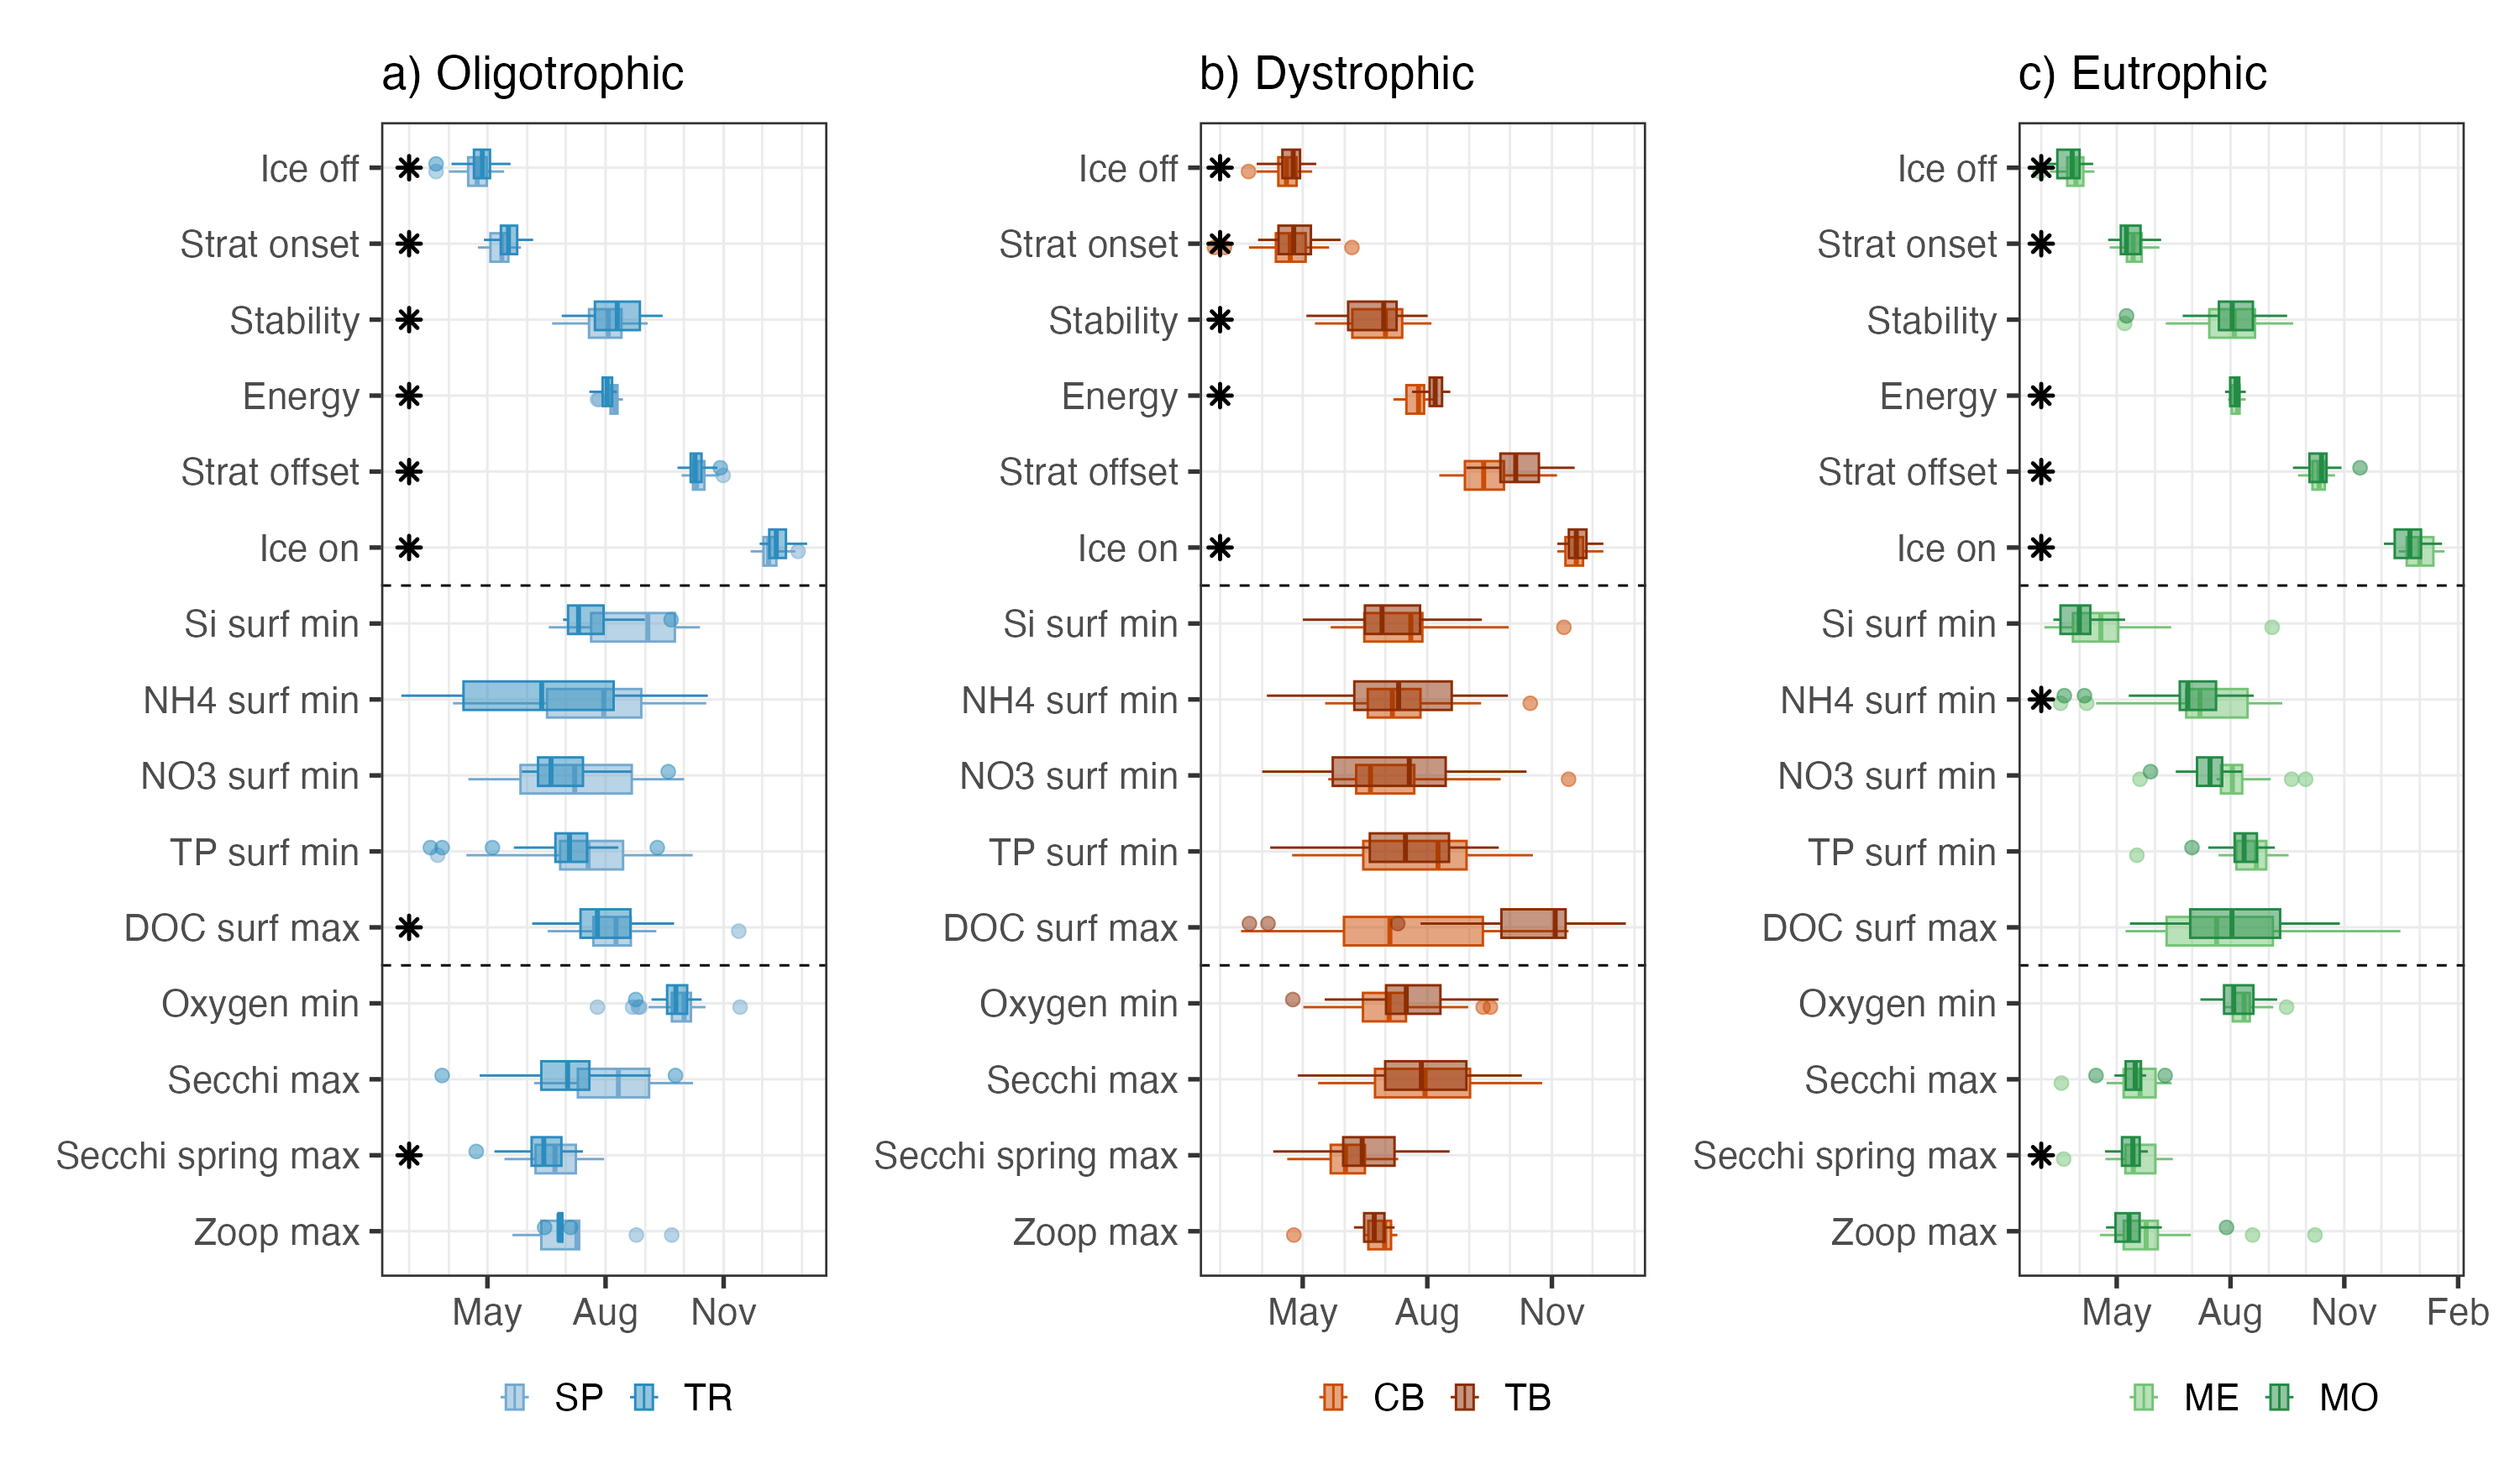 a) Oligotrophic
Ice off
Strat onset
Stability
Energy
Strat offset
Ice on
Si surf min
NH4 surf min
NO3 surf min
TP surf min
DOC surf max
Oxygen min
Secchi max
Secchi spring max
Zoop max
May Aug Nov
SP TR
b) Dystrophic
Ice off
Strat onset
Stability
Energy
Strat offset
Ice on
Si surf min
NH4 surf min
NO3 surf min
TP surf min
DOC surf max
Oxygen min
Secchi max
Secchi spring max
Zoop max
May Aug Nov
CB TB
c) Eutrophic
Ice off
Strat onset
Stability
Energy
Strat offset
Ice on
Si surf min
NH4 surf min
NO3 surf min
TP surf min
DOC surf max
Oxygen min
Secchi max
Secchi spring max
Zoop max
May Aug Nov Feb
ME MO